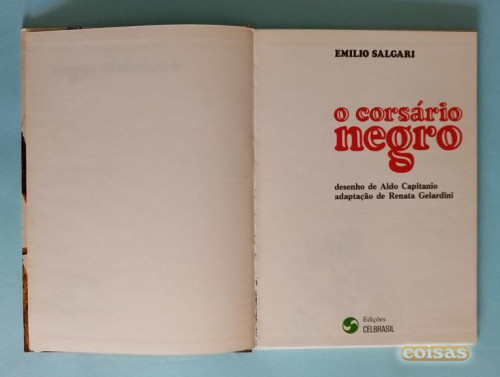 EMILIO SALGARI
o corsário
negro
desenho de Aldo Capitanio
adaptação de Renata Gelardini
Edições
CELBRASIL
coisas